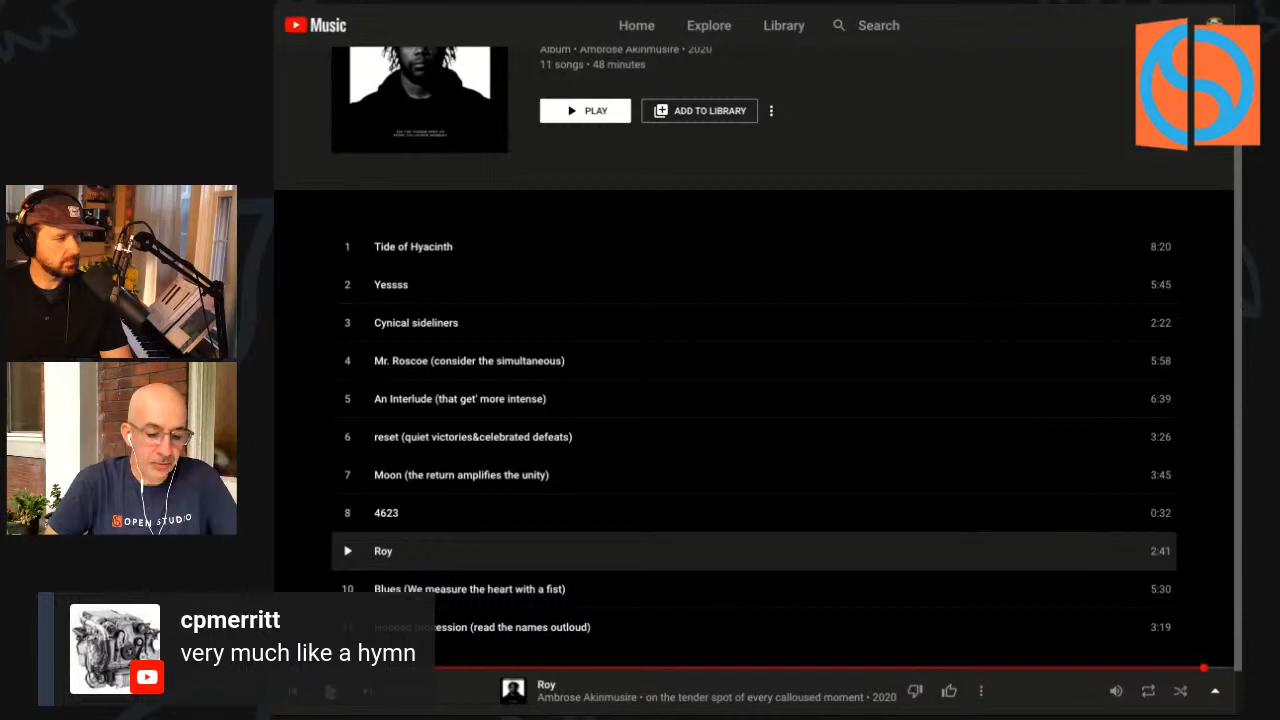 Music
Home
Explore
Library
Search
Album • Ambrose Akinmusire • 2020
11 songs • 48 minutes
PLAY
ADD TO LIBRARY
1 Tide of Hyacinth 8:20
2 Yessss 5:45
3 Cynical sideliners 2:22
4 Mr. Roscoe (consider the simultaneous) 5:58
5 An Interlude (that get' more intense) 6:39
6 reset (quiet victories&celebrated defeats) 3:26
7 Moon (the return amplifies the unity) 3:45
8 4623 0:32
Roy 2:41
10 Blues (We measure the heart with a fist) 5:30
(read the names outloud) 3:19
OPEN STUDIO
cpmerritt
very much like a hymn
Roy
Ambrose Akinmusire • on the tender spot of every calloused moment • 2020